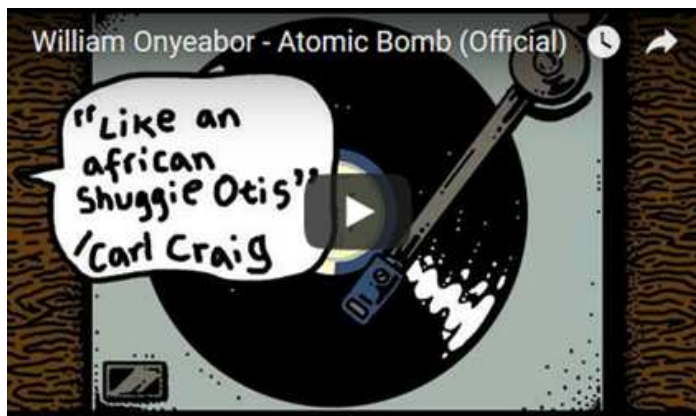 William Onyeabor - Atomic Bomb (Official)
"Like an
african
Shuggie Otis"
/Carl Craig